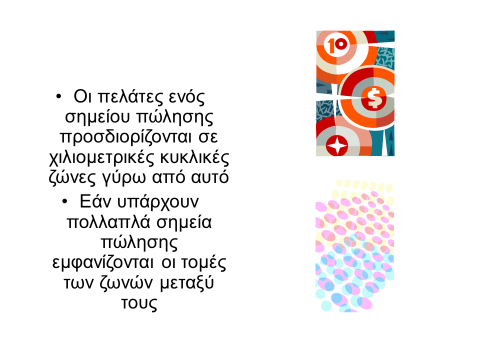 • Οι πελάτες ενός
σημείου πώλησης
προσδιορίζονται σε
χιλιομετρικές κυκλικές
ζώνες γύρω από αυτό
• Εάν υπάρχουν
πολλαπλά σημεία
πώλησης
εμφανίζονται οι τομές
των ζωνών μεταξύ
τους
10
$